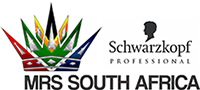 Schwarzkopf
PROFESSIONAL
MRS SOUTH AFRICA